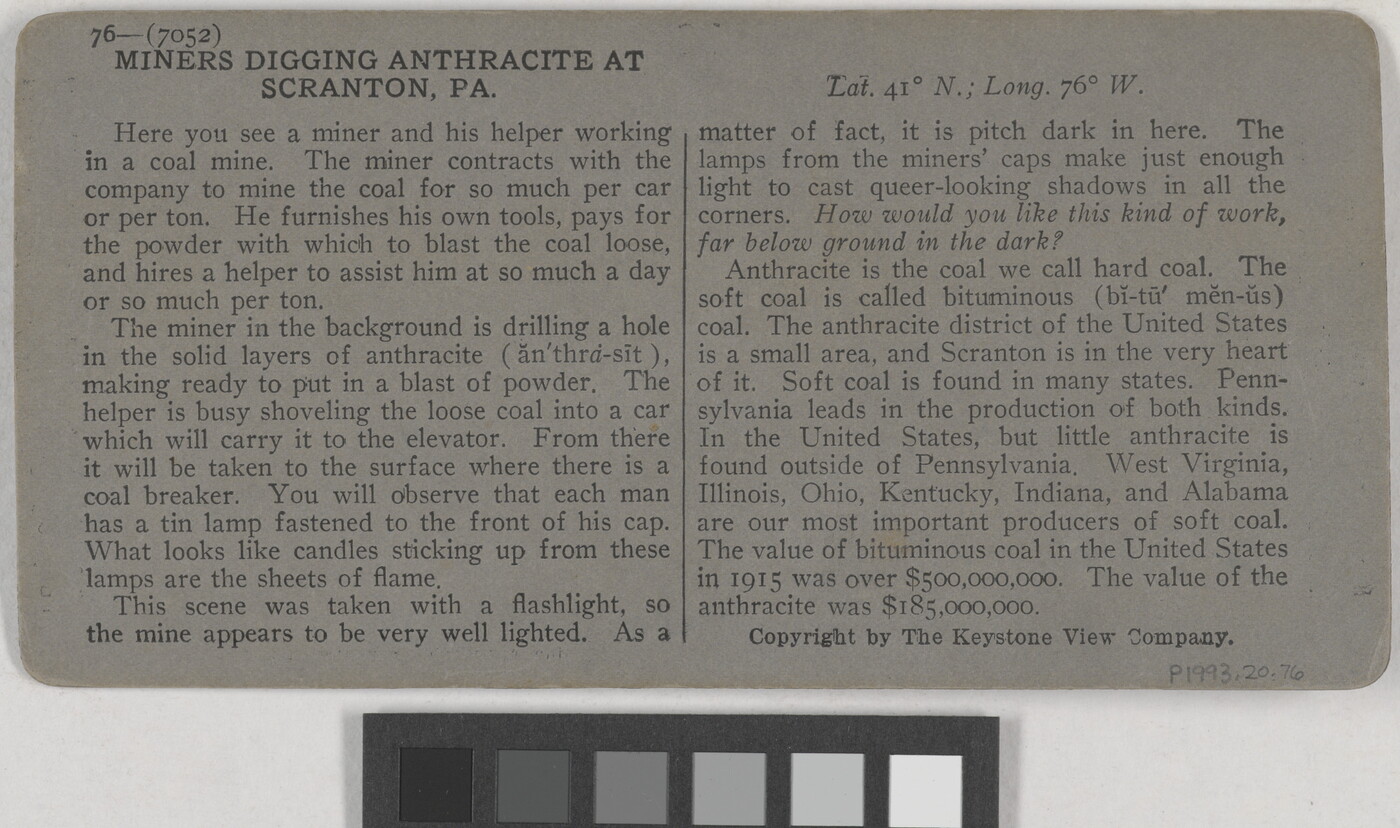 76—(7052)
MINERS DIGGING ANTHRACITE AT
SCRANTON, PA.
Lat. 41° N.; Long. 76° W.
Here you see a miner and his helper working
in a coal mine. The miner contracts with the
company to mine the coal for so much per car
or per ton. He furnishes his own tools, pays for
the powder with which to blast the coal loose,
and hires a helper to assist him at so much a day
or so much per ton.
The miner in the background is drilling a hole
in the solid layers of anthracite (ăn′thrȧ-sīt),
making ready to put in a blast of powder. The
helper is busy shoveling the loose coal into a car
which will carry it to the elevator. From there
it will be taken to the surface where there is a
coal breaker. You will observe that each man
has a tin lamp fastened to the front of his cap.
What looks like candles sticking up from these
lamps are the sheets of flame.
This scene was taken with a flashlight, so
the mine appears to be very well lighted. As a
matter of fact, it is pitch dark in here. The
lamps from the miners' caps make just enough
light to cast queer-looking shadows in all the
corners. How would you like this kind of work,
far below ground in the dark?
Anthracite is the coal we call hard coal. The
soft coal is called bituminous (bĭ-tū′ mĕn-ŭs)
coal. The anthracite district of the United States
is a small area, and Scranton is in the very heart
of it. Soft coal is found in many states. Penn-
sylvania leads in the production of both kinds.
In the United States, but little anthracite is
found outside of Pennsylvania. West Virginia,
Illinois, Ohio, Kentucky, Indiana, and Alabama
are our most important producers of soft coal.
The value of bituminous coal in the United States
in 1915 was over $500,000,000. The value of the
anthracite was $185,000,000.
Copyright by The Keystone View Company.
P1993.20.76